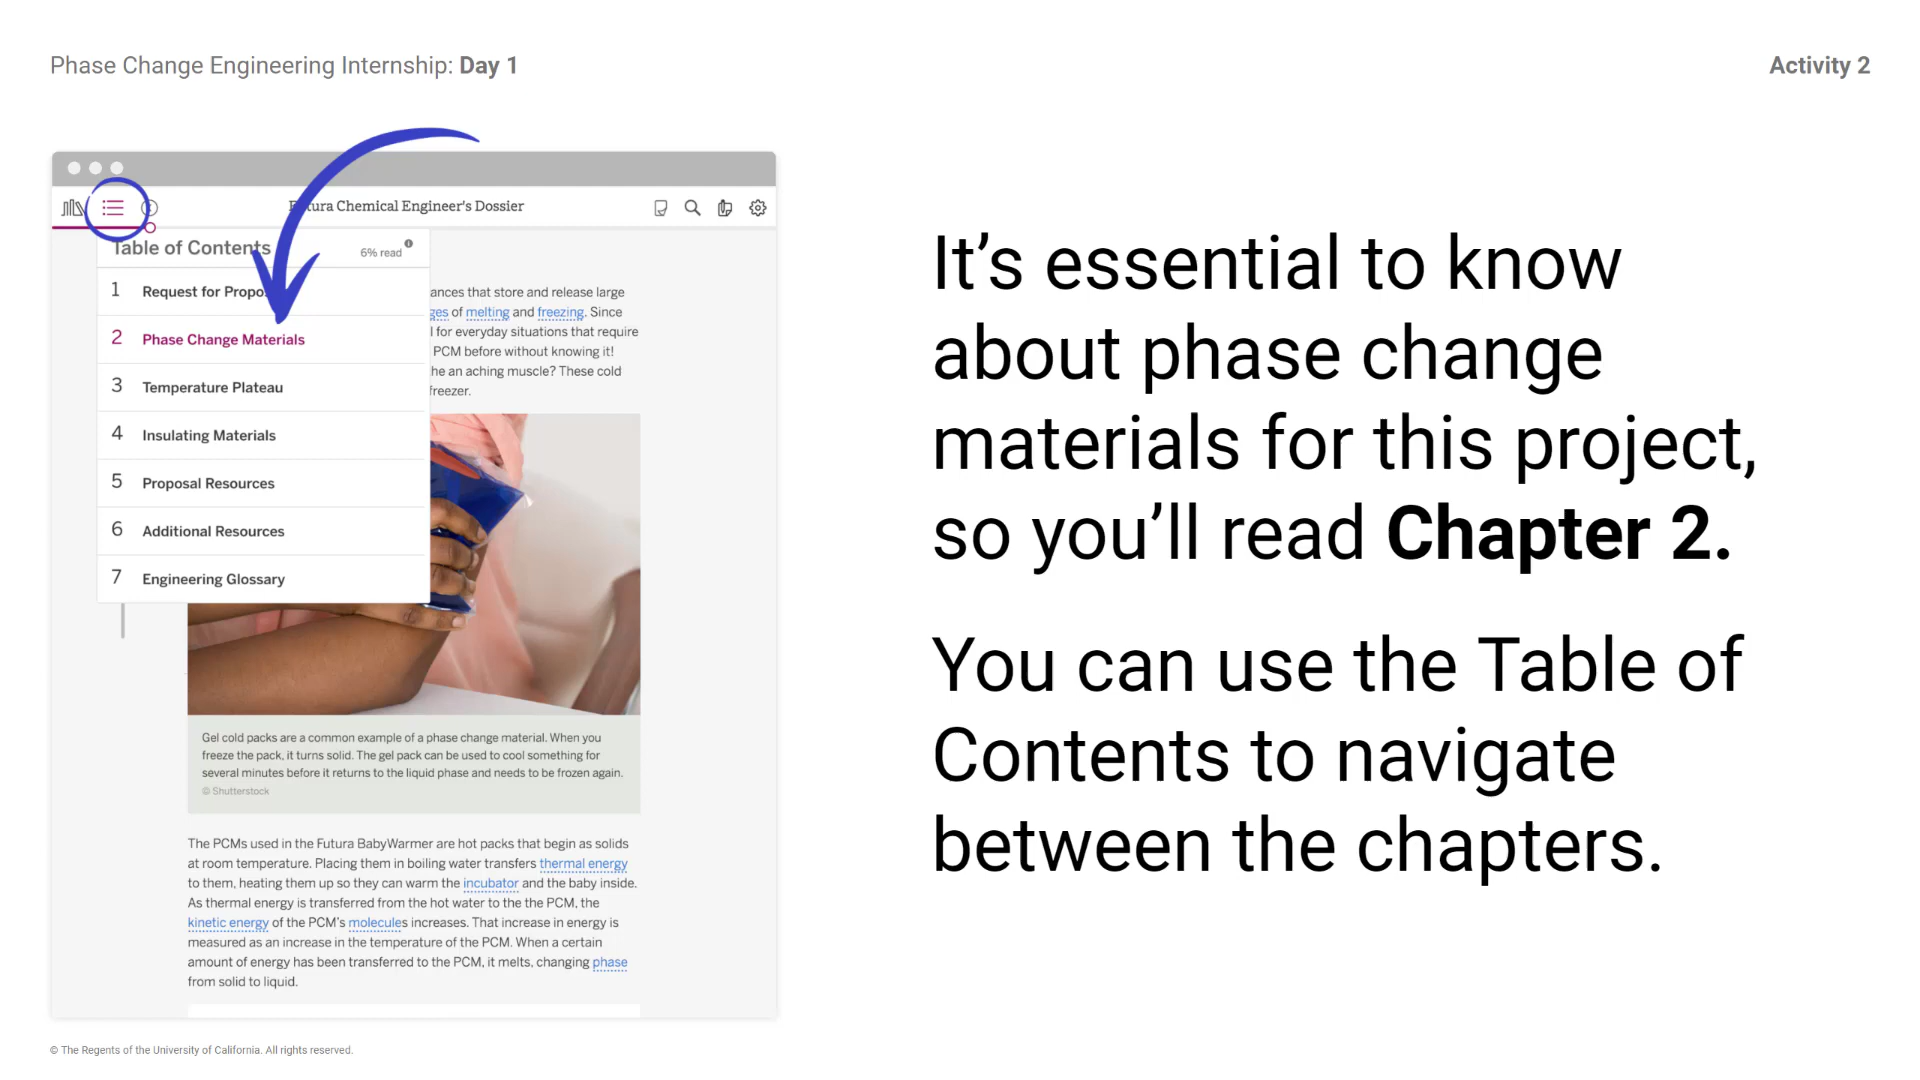 Phase Change Engineering Internship: Day 1
Activity 2
Futura Chemical Engineer's Dossier
Table of Contents
6% read
1 Request for Propo
2 Phase Change Materials
3 Temperature Plateau
4 Insulating Materials
5 Proposal Resources
6 Additional Resources
7 Engineering Glossary
ances that store and release large
ges of melting and freezing. Since
l for everyday situations that require
PCM before without knowing it!
he an aching muscle? These cold
freezer.
Gel cold packs are a common example of a phase change material. When you
freeze the pack, it turns solid. The gel pack can be used to cool something for
several minutes before it returns to the liquid phase and needs to be frozen again.
© Shutterstock
The PCMs used in the Futura BabyWarmer are hot packs that begin as solids
at room temperature. Placing them in boiling water transfers thermal energy
to them, heating them up so they can warm the incubator and the baby inside.
As thermal energy is transferred from the hot water to the the PCM, the
kinetic energy of the PCM's molecules increases. That increase in energy is
measured as an increase in the temperature of the PCM. When a certain
amount of energy has been transferred to the PCM, it melts, changing phase
from solid to liquid.
It's essential to know
about phase change
materials for this project,
so you'll read Chapter 2.
You can use the Table of
Contents to navigate
between the chapters.
© The Regents of the University of California. All rights reserved.